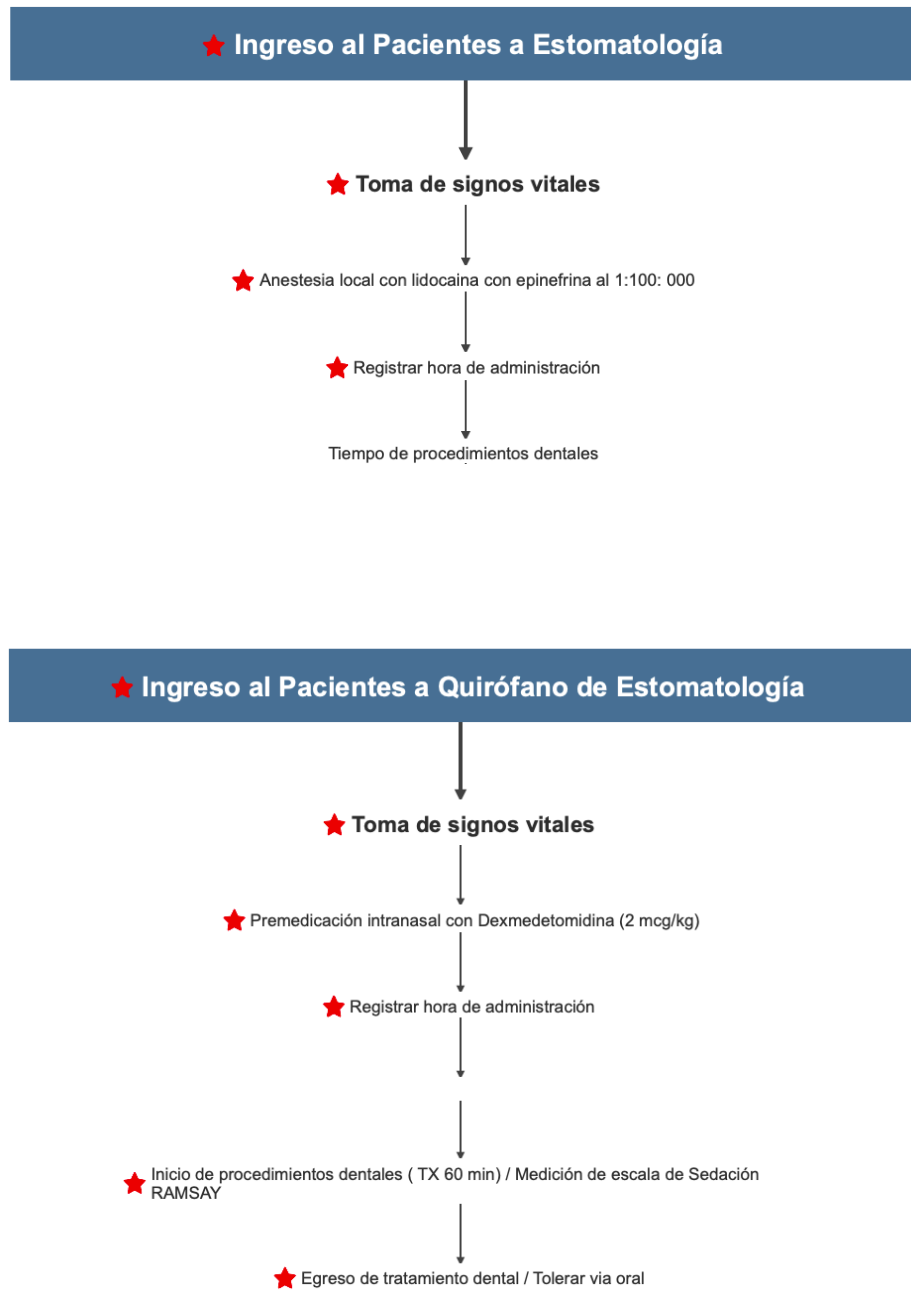 Ingreso al Pacientes a Estomatología
Toma de signos vitales
Anestesia local con lidocaina con epinefrina al 1:100: 000
Registrar hora de administración
Tiempo de procedimientos dentales
Ingreso al Pacientes a Quirófano de Estomatología
Toma de signos vitales
Premedicación intranasal con Dexmedetomidina (2 mcg/kg)
Registrar hora de administración
Inicio de procedimientos dentales ( TX 60 min) / Medición de escala de Sedación
RAMSAY
Egreso de tratamiento dental / Tolerar via oral